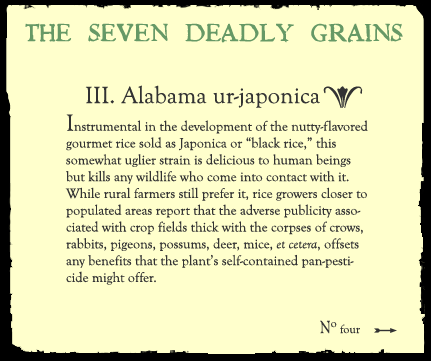 THE SEVEN DEADLY GRAINS
III. Alabama ur-japonica
Instrumental in the development of the nutty-flavored
gourmet rice sold as Japonica or “black rice,” this
somewhat uglier strain is delicious to human beings
but kills any wildlife who come into contact with it.
While rural farmers still prefer it, rice growers closer to
populated areas report that the adverse publicity asso-
ciated with crop fields thick with the corpses of crows,
rabbits, pigeons, possums, deer, mice, et cetera, offsets
any benefits that the plant’s self-contained pan-pesti-
cide might offer.
Nº four